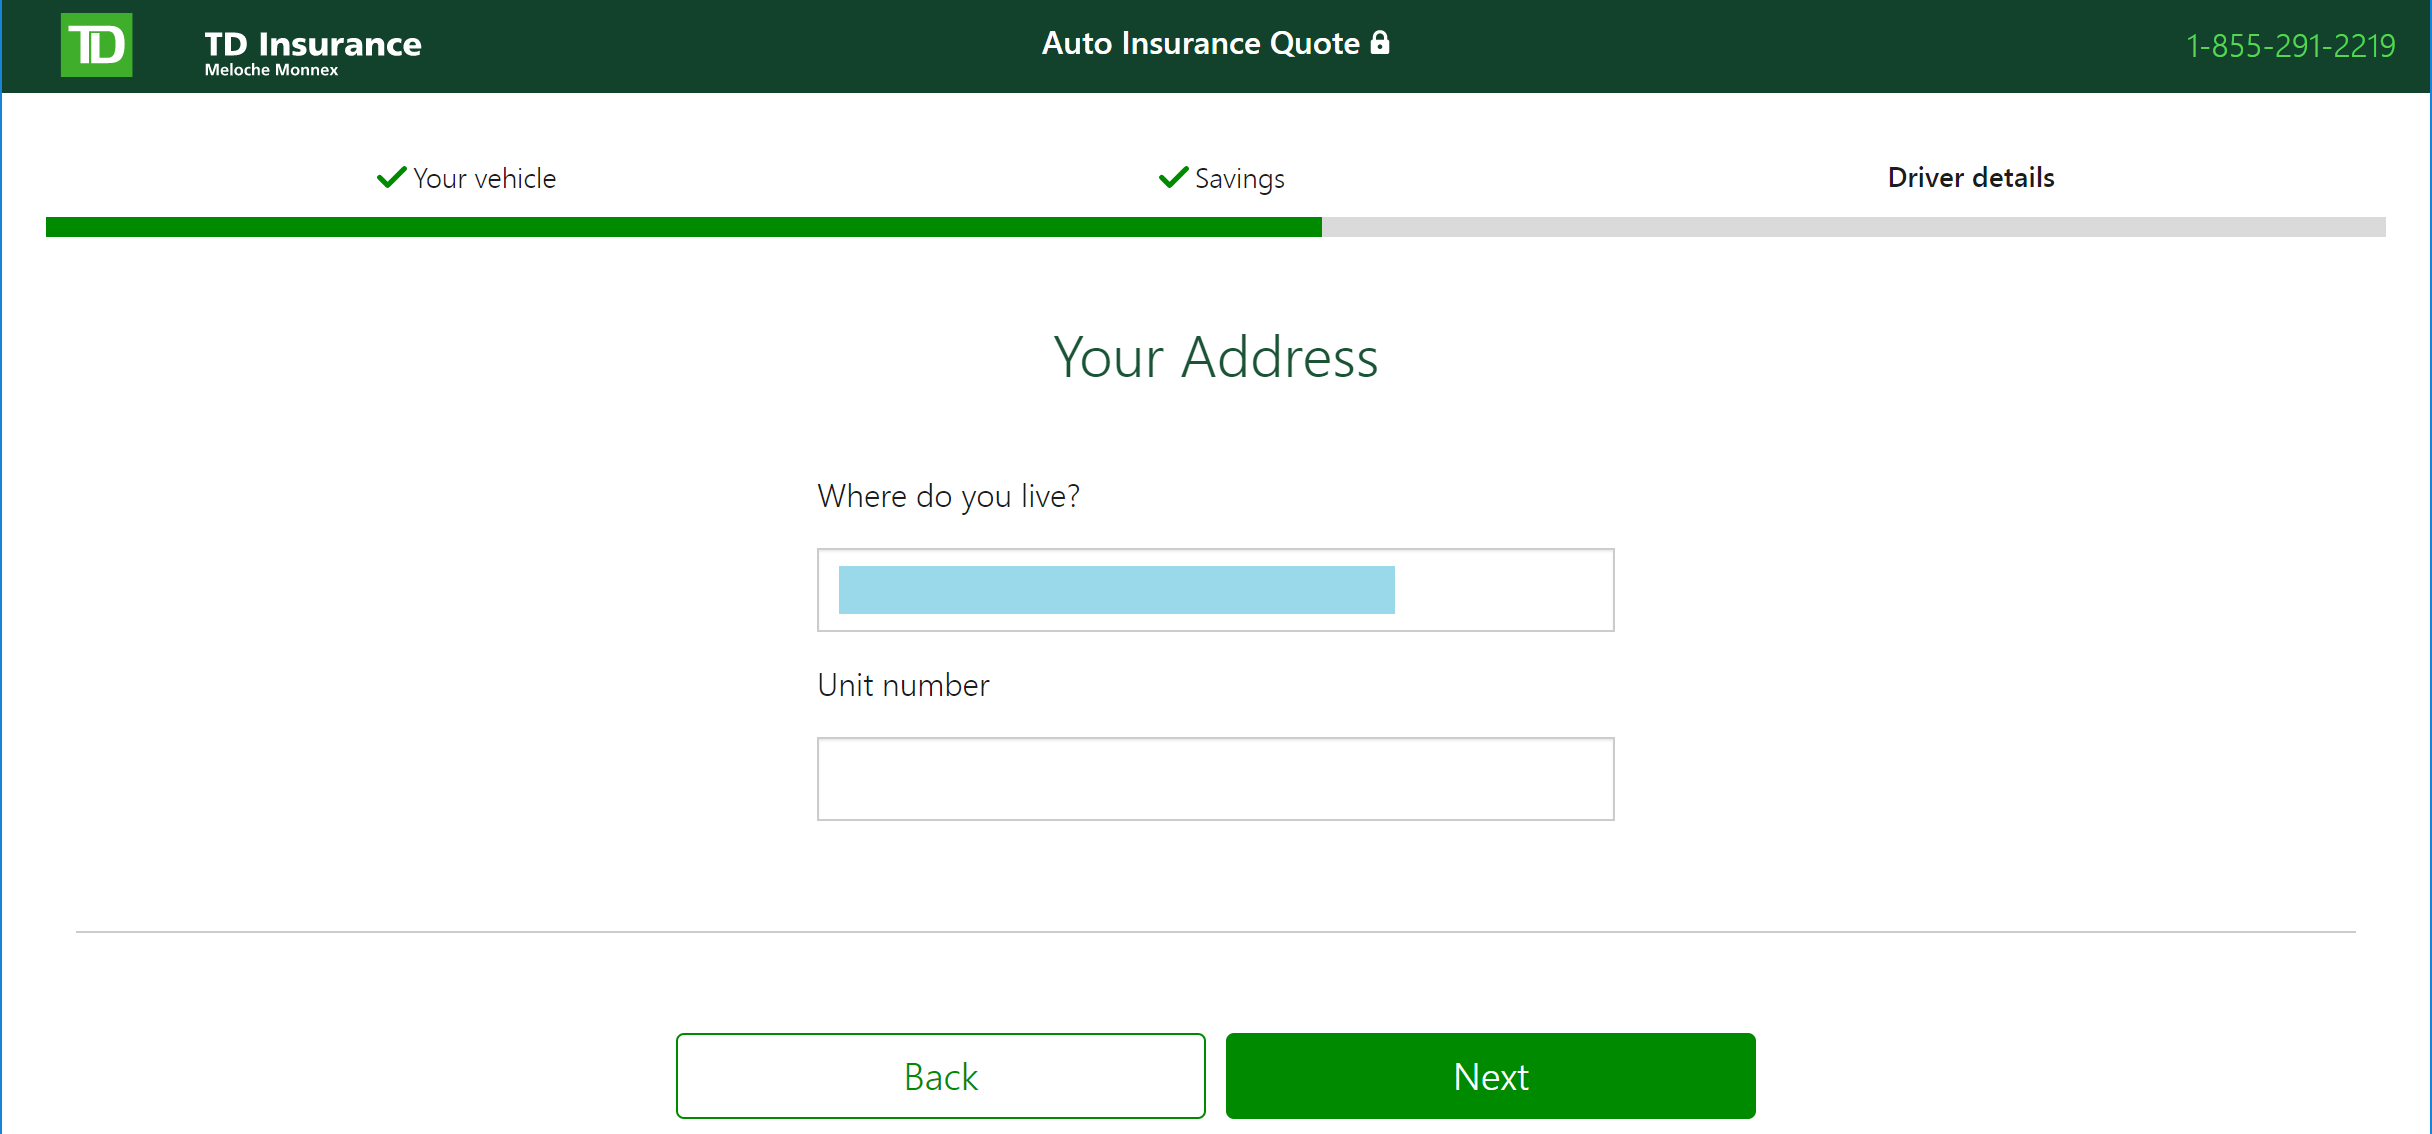 TD
TD Insurance
Meloche Monnex
Auto Insurance Quote
1-855-291-2219
Your vehicle
Savings
Driver details
Your Address
Where do you live?
Unit number
Back
Next